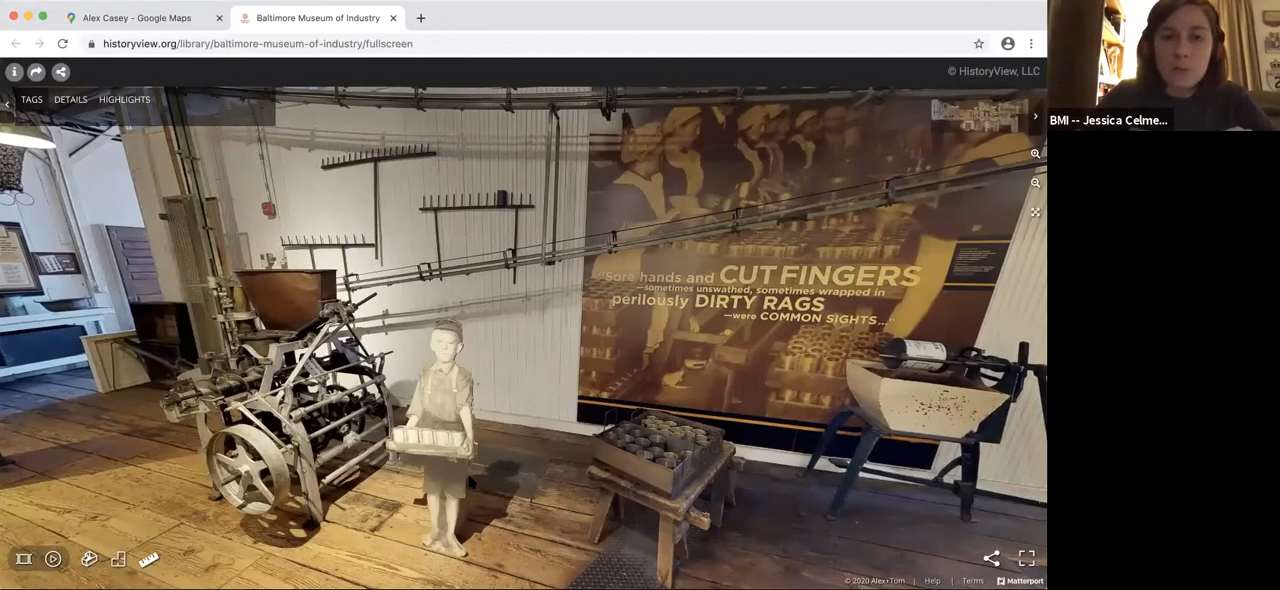 Alex Casey - Google Maps
Baltimore Museum of Industry
historyview.org/library/baltimore-museum-of-industry/fullscreen
© HistoryView, LLC
TAGS DETAILS HIGHLIGHTS
BMI -- Jessica Celme...
"Sore hands and CUT FINGERS
—sometimes unswathed, sometimes wrapped in
perilously DIRTY RAGS
—were COMMON SIGHTS..."
© 2020 Alex+Tom | Help | Terms Matterport